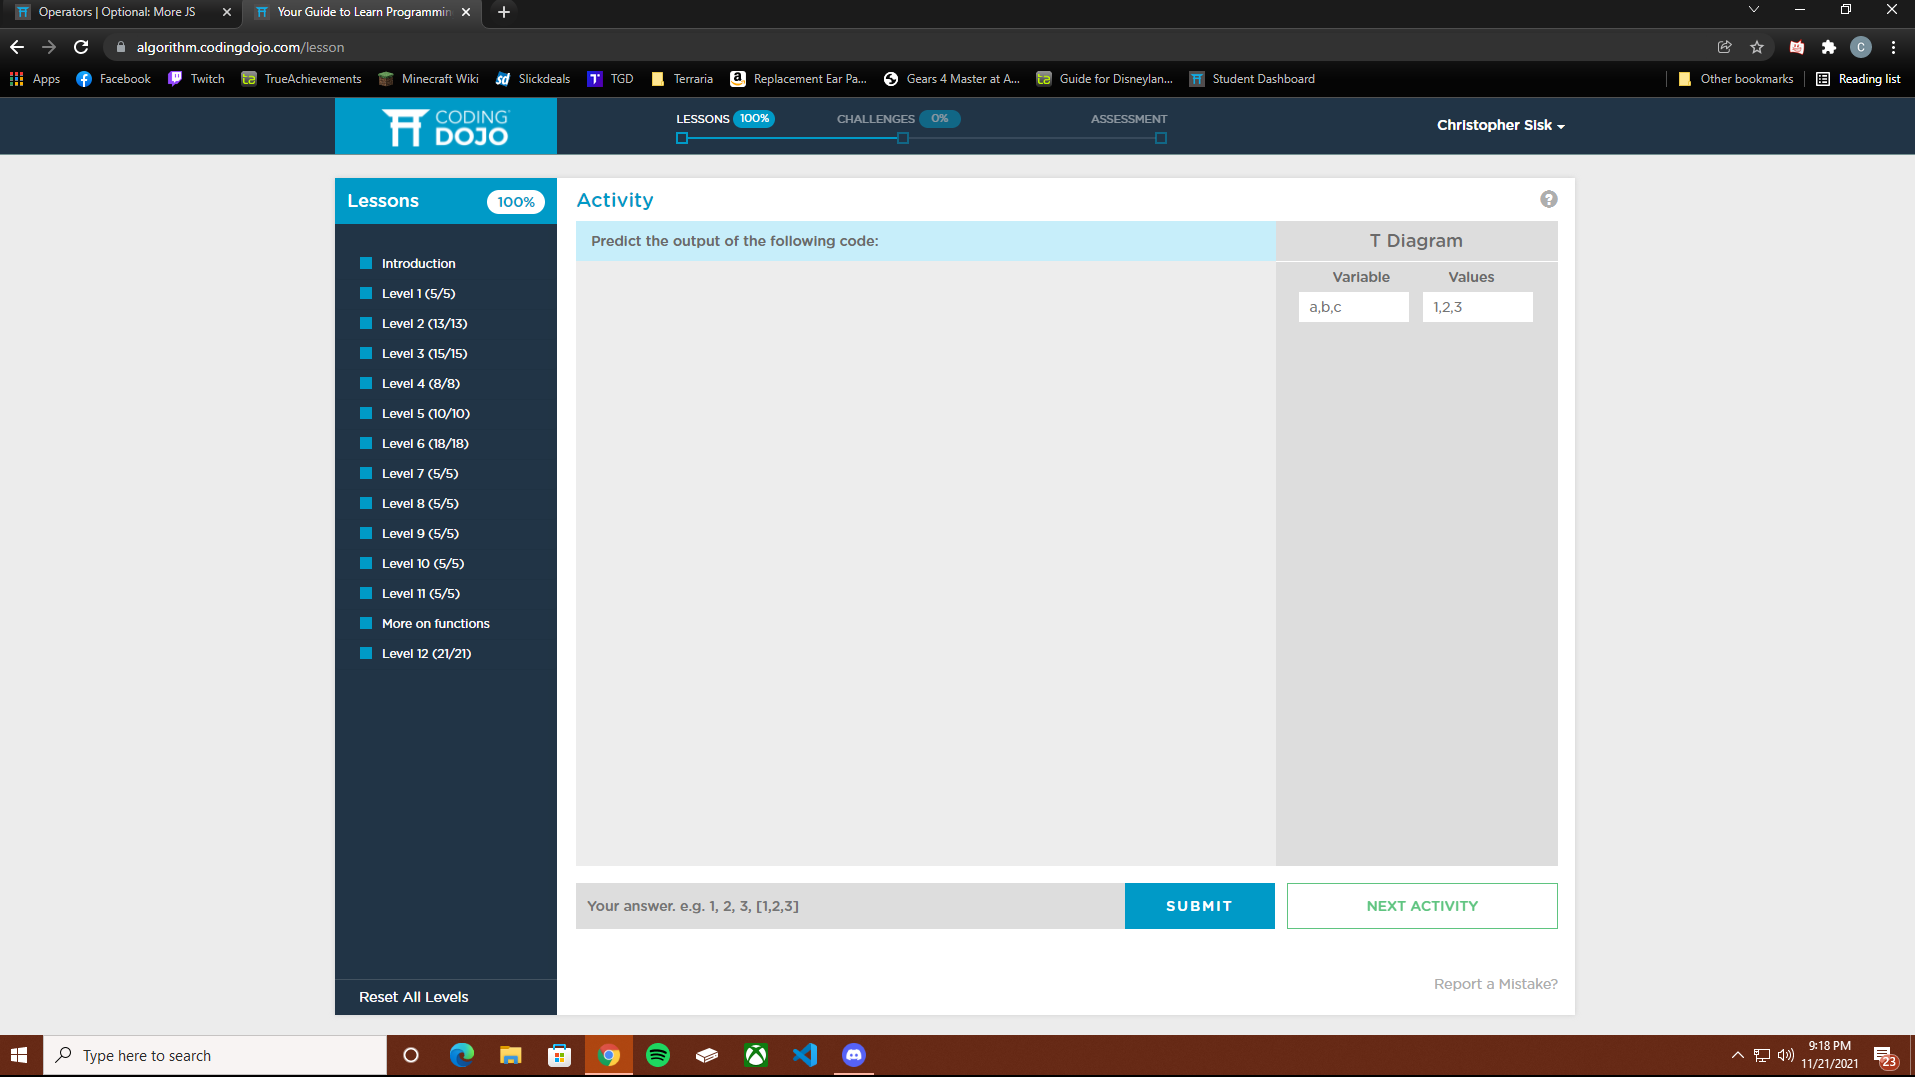 Operators | Optional: More JS
Your Guide to Learn Programmin
algorithm.codingdojo.com/lesson
C
Apps
Facebook
Twitch
TrueAchievements
Minecraft Wiki
Slickdeals
TGD
Terraria
Replacement Ear Pa...
Gears 4 Master at A...
Guide for Disneylan...
Student Dashboard
Other bookmarks
Reading list
CODING
DOJO
LESSONS 100%
CHALLENGES 0%
ASSESSMENT
Christopher Sisk
Lessons 100%
Introduction
Level 1 (5/5)
Level 2 (13/13)
Level 3 (15/15)
Level 4 (8/8)
Level 5 (10/10)
Level 6 (18/18)
Level 7 (5/5)
Level 8 (5/5)
Level 9 (5/5)
Level 10 (5/5)
Level 11 (5/5)
More on functions
Level 12 (21/21)
Reset All Levels
Activity
?
Predict the output of the following code:
T Diagram
Variable Values
a,b,c 1,2,3
Your answer. e.g. 1, 2, 3, [1,2,3]
SUBMIT
NEXT ACTIVITY
Report a Mistake?
Type here to search
9:18 PM
11/21/2021
23